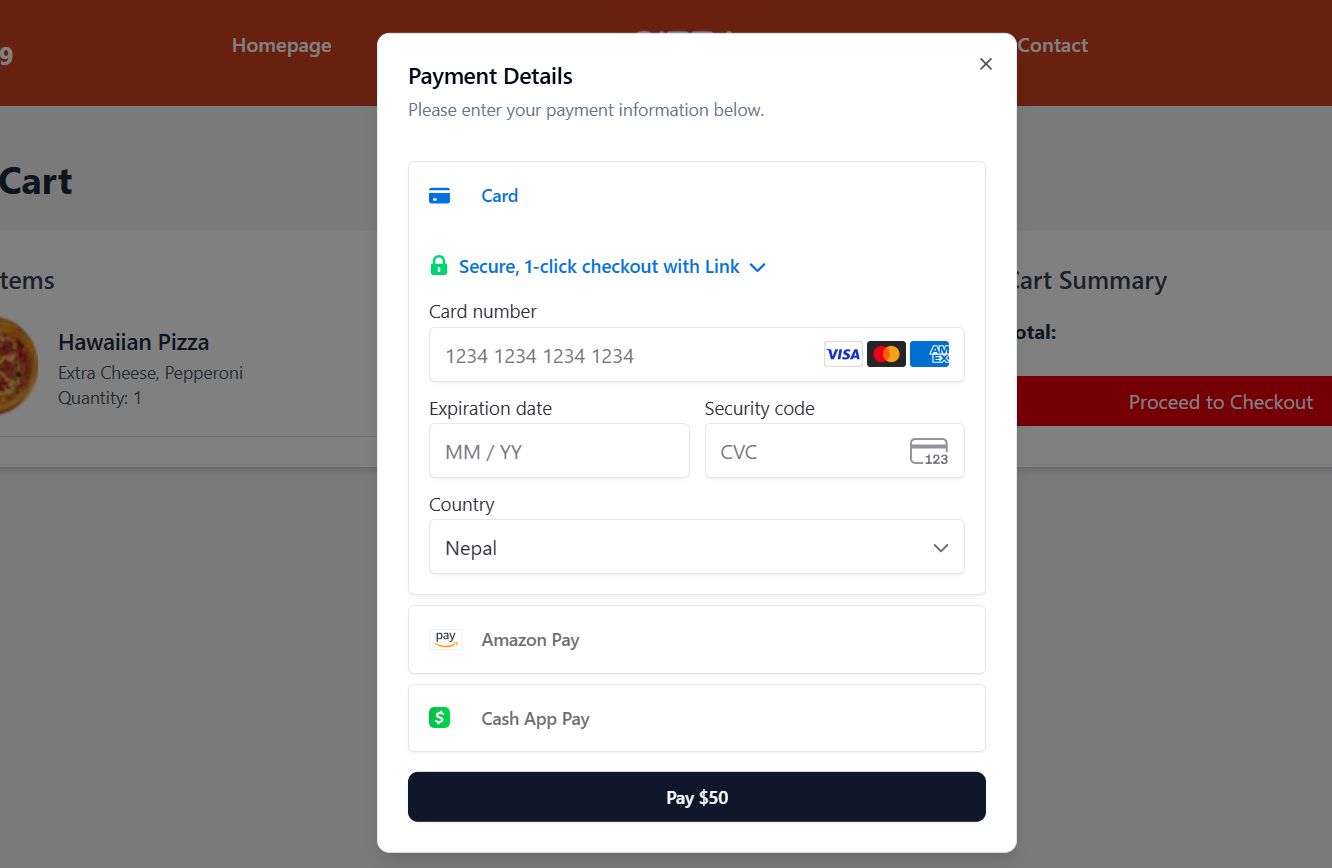 9
Homepage
Contact
Payment Details
Please enter your payment information below.
Cart
Card
Secure, 1-click checkout with Link
tems
Cart Summary
Card number
1234 1234 1234 1234
VISA
AM
EX
Hawaiian Pizza
otal:
Extra Cheese, Pepperoni
Quantity: 1
Proceed to Checkout
Expiration date
Security code
MM / YY
CVC
123
Country
Nepal
pay
Amazon Pay
$
Cash App Pay
Pay $50